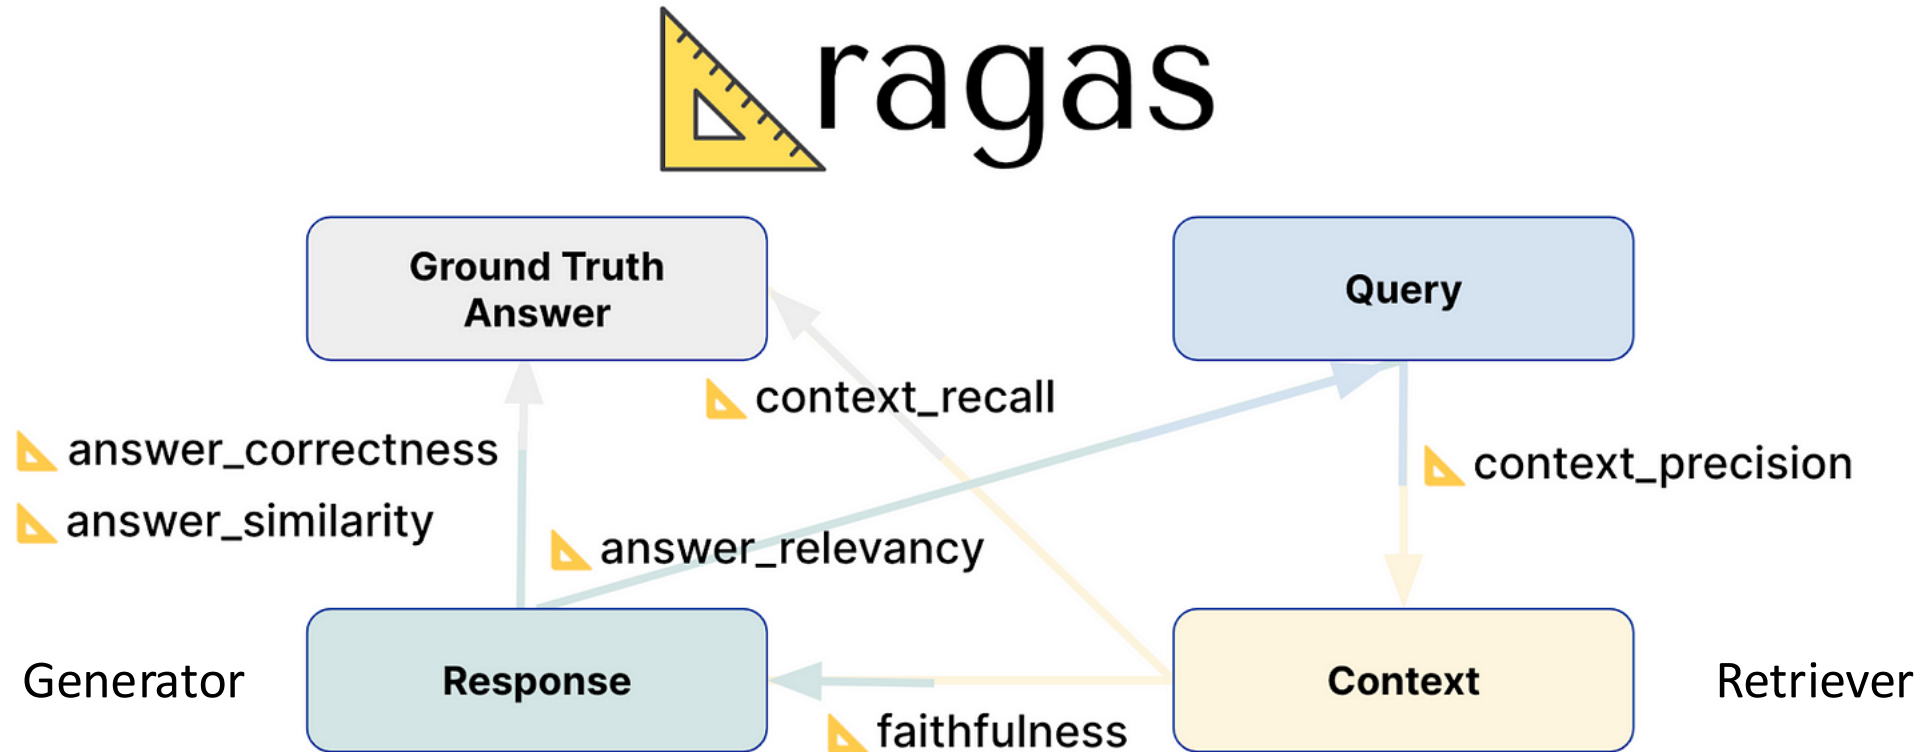 ragas
Ground Truth
Answer
Query
context_recall
answer_correctness
context_precision
answer_similarity
answer_relevancy
Generator
Response
Context
Retriever
faithfulness